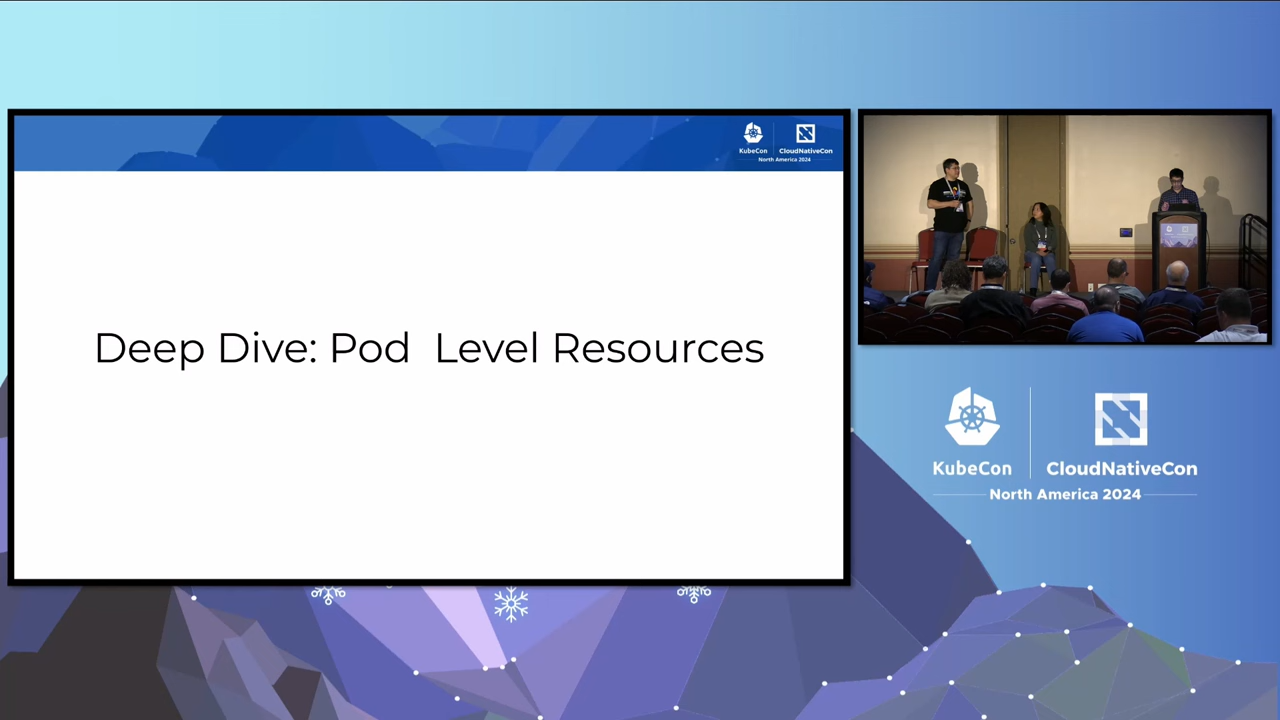 KubeCon
CloudNativeCon
North America 2024
Deep Dive: Pod  Level Resources
KubeCon
CloudNativeCon
North America 2024